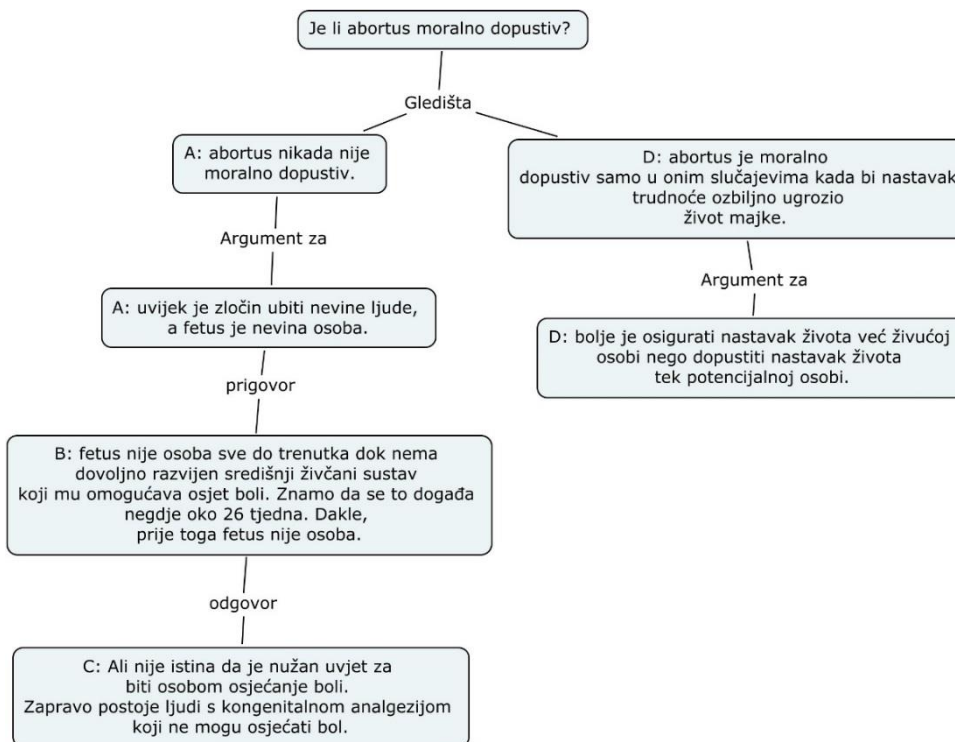 Je li abortus moralno dopustiv?
Gledišta
A: abortus nikada nije
moralno dopustiv.
Argument za
A: uvijek je zločin ubiti nevine ljude,
a fetus je nevina osoba.
prigovor
B: fetus nije osoba sve do trenutka dok nema
dovoljno razvijen središnji živčani sustav
koji mu omogućava osjet boli. Znamo da se to događa
negdje oko 26 tjedna. Dakle,
prije toga fetus nije osoba.
odgovor
C: Ali nije istina da je nužan uvjet za
biti osobom osjećanje boli.
Zapravo postoje ljudi s kongenitalnom analgezijom
koji ne mogu osjećati bol.
D: abortus je moralno
dopustiv samo u onim slučajevima kada bi nastavak
trudnoće ozbiljno ugrozio
život majke.
Argument za
D: bolje je osigurati nastavak života već živućoj
osobi nego dopustiti nastavak života
tek potencijalnoj osobi.